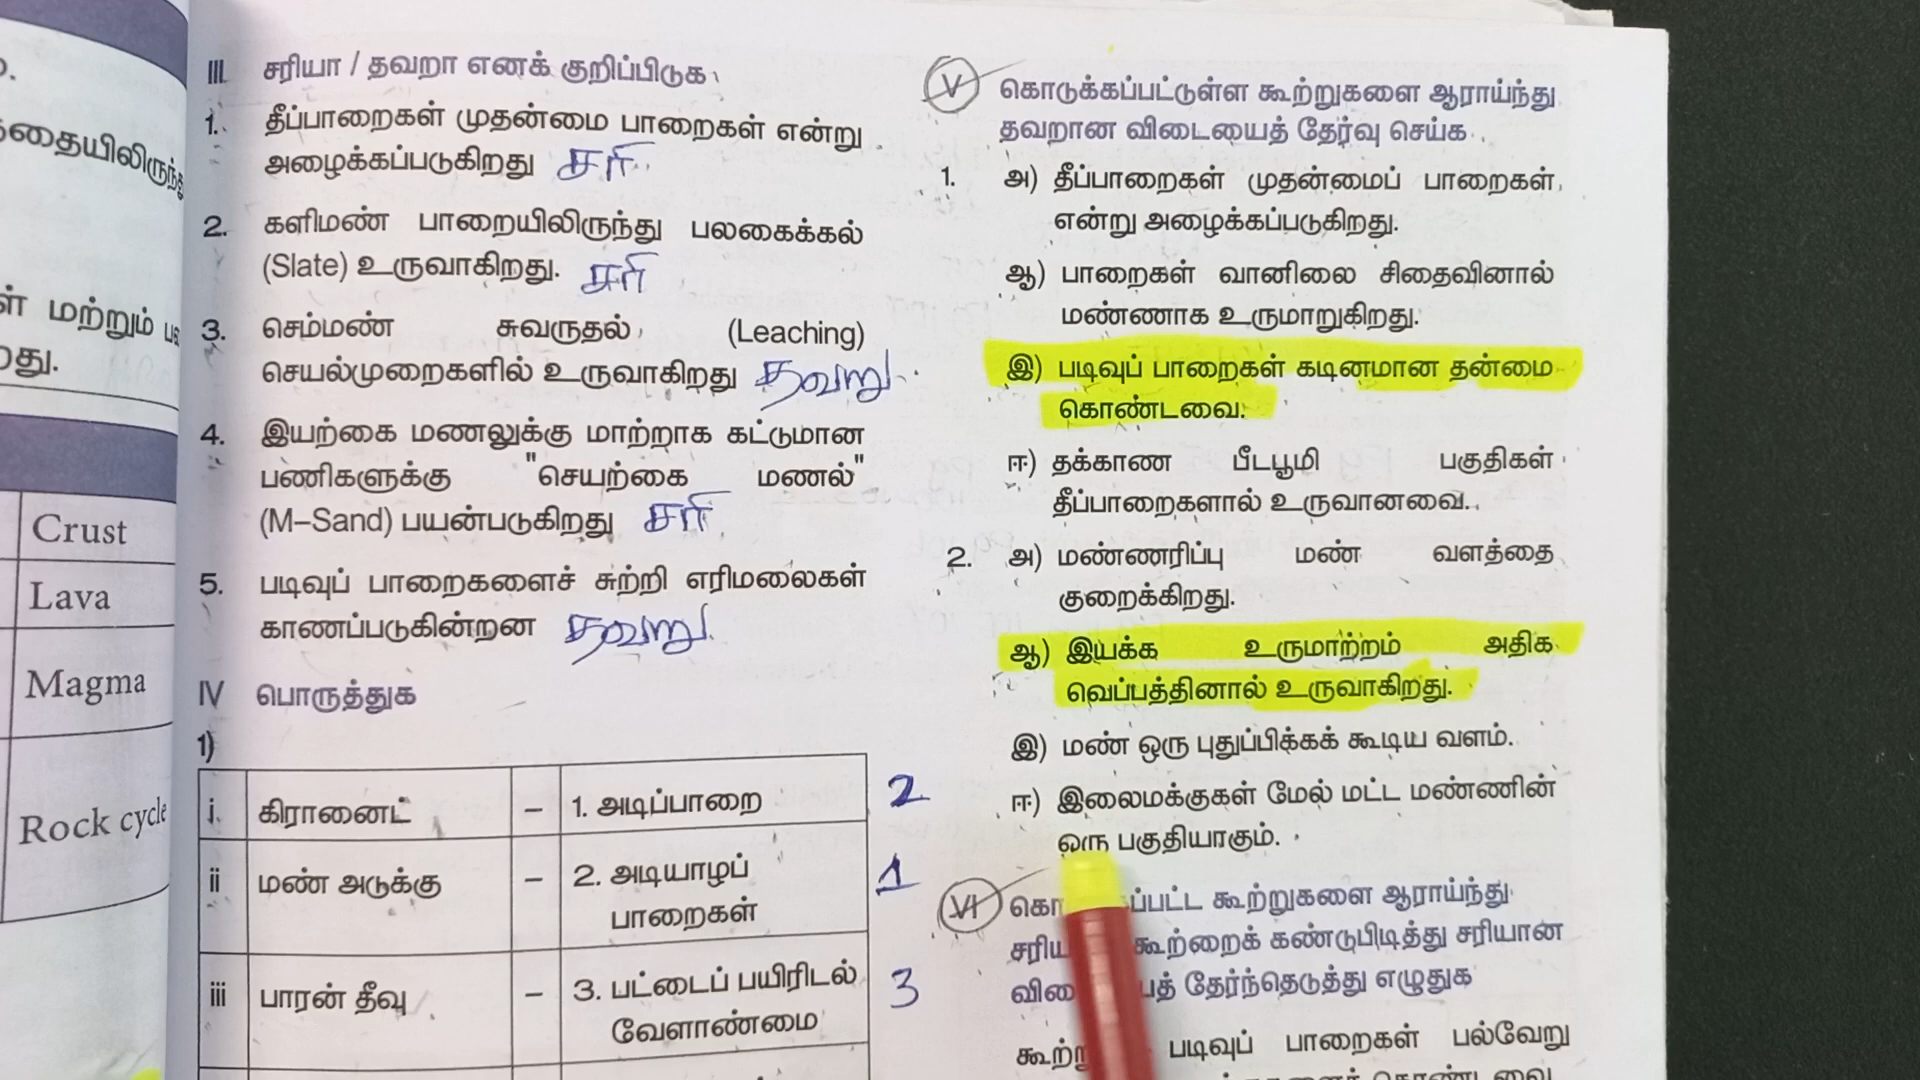 தையிலிருந்து
ள் மற்றும்
றது.
Crust
Lava
Magma
Rock cycle
III சரியா / தவறா எனக் குறிப்பிடுக
1. தீப்பாறைகள் முதன்மை பாறைகள் என்று
அழைக்கப்படுகிறது சரி
2. களிமண் பாறையிலிருந்து பலகைக்கல்
(Slate) உருவாகிறது. சரி
3. செம்மண் சுவருதல் (Leaching)
செயல்முறைகளில் உருவாகிறது தவறு
4. இயற்கை மணலுக்கு மாற்றாக கட்டுமான
பணிகளுக்கு "செயற்கை மணல்"
(M–Sand) பயன்படுகிறது சரி
5. படிவுப் பாறைகளைச் சுற்றி எரிமலைகள்
காணப்படுகின்றன தவறு
IV பொருத்துக
1)
i. கிரானைட் – 1. அடிப்பாறை 2
ii மண் அடுக்கு – 2. அடியாழப்
பாறைகள் 1
iii பாரன் தீவு – 3. பட்டைப் பயிரிடல்
வேளாண்மை 3
V கொடுக்கப்பட்டுள்ள கூற்றுகளை ஆராய்ந்து
தவறான விடையைத் தேர்வு செய்க
1. அ) தீப்பாறைகள் முதன்மைப் பாறைகள்
என்று அழைக்கப்படுகிறது.
ஆ) பாறைகள் வானிலை சிதைவினால்
மண்ணாக உருமாறுகிறது.
இ) படிவுப் பாறைகள் கடினமான தன்மை
கொண்டவை.
ஈ) தக்காண பீடபூமி பகுதிகள்
தீப்பாறைகளால் உருவானவை.
2. அ) மண்ணரிப்பு மண் வளத்தை
குறைக்கிறது.
ஆ) இயக்க உருமாற்றம் அதிக
வெப்பத்தினால் உருவாகிறது.
இ) மண் ஒரு புதுப்பிக்கக் கூடிய வளம்.
ஈ) இலைமக்குகள் மேல் மட்ட மண்ணின்
ஒரு பகுதியாகும்.
VI கூற்றுகளை ஆராய்ந்து
கூற்றைக் கண்டுபிடித்து சரியான
தேர்ந்தெடுத்து எழுதுக
படிவுப் பாறைகள் பல்வேறு